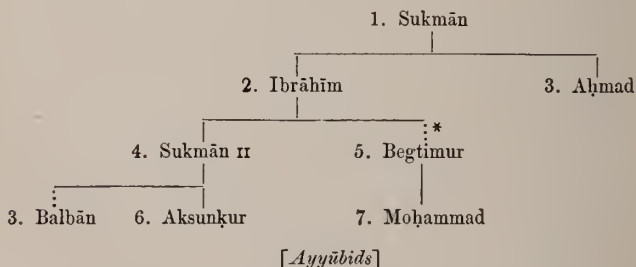 1. Sukmān
2. Ibrāhīm 3. Aḥmad
*
4. Sukmān II 5. Begtimur
3. Balbān 6. Aksunḳur 7. Moḥammad
[Ayyūbids]